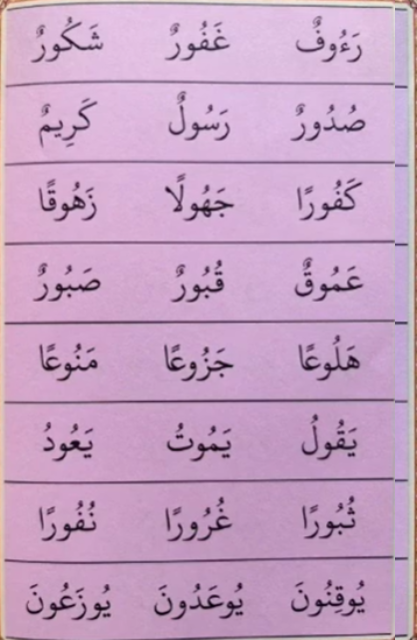 رَءُوفٌ غَفُورٌ شَكُورٌ
صُدُورٌ رَسُولٌ كَرِيمٌ
كَفُورًا جَهُولًا زَهُوقًا
عَمُوقٌ قُبُورٌ صَبُورٌ
هَلُوعًا جَزُوعًا مَنُوعًا
يَقُولُ يَمُوتُ يَعُودُ
ثُبُورًا غُرُورًا نُفُورًا
يُوقِنُونَ يُوعَدُونَ يُوزَعُونَ